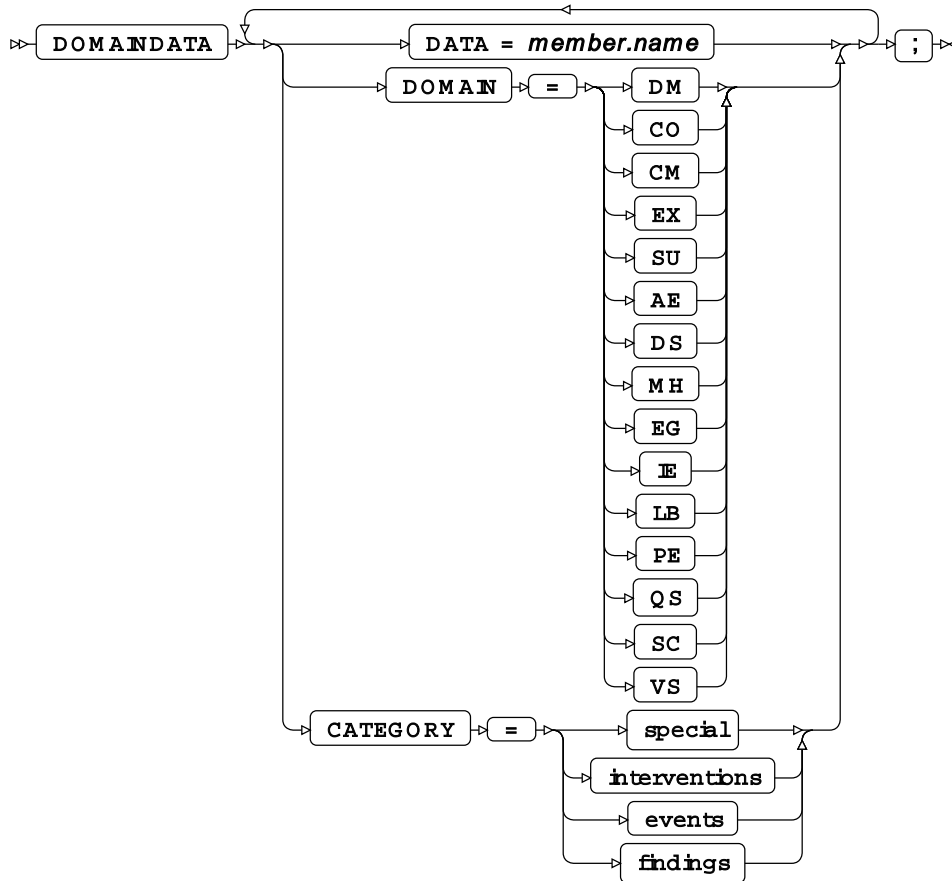 DOMAINDATA DATA = member.name ;
DOMAIN = DM
CO
CM
EX
SU
AE
DS
MH
EG
IE
LB
PE
QS
SC
VS
CATEGORY = special
interventions
events
findings